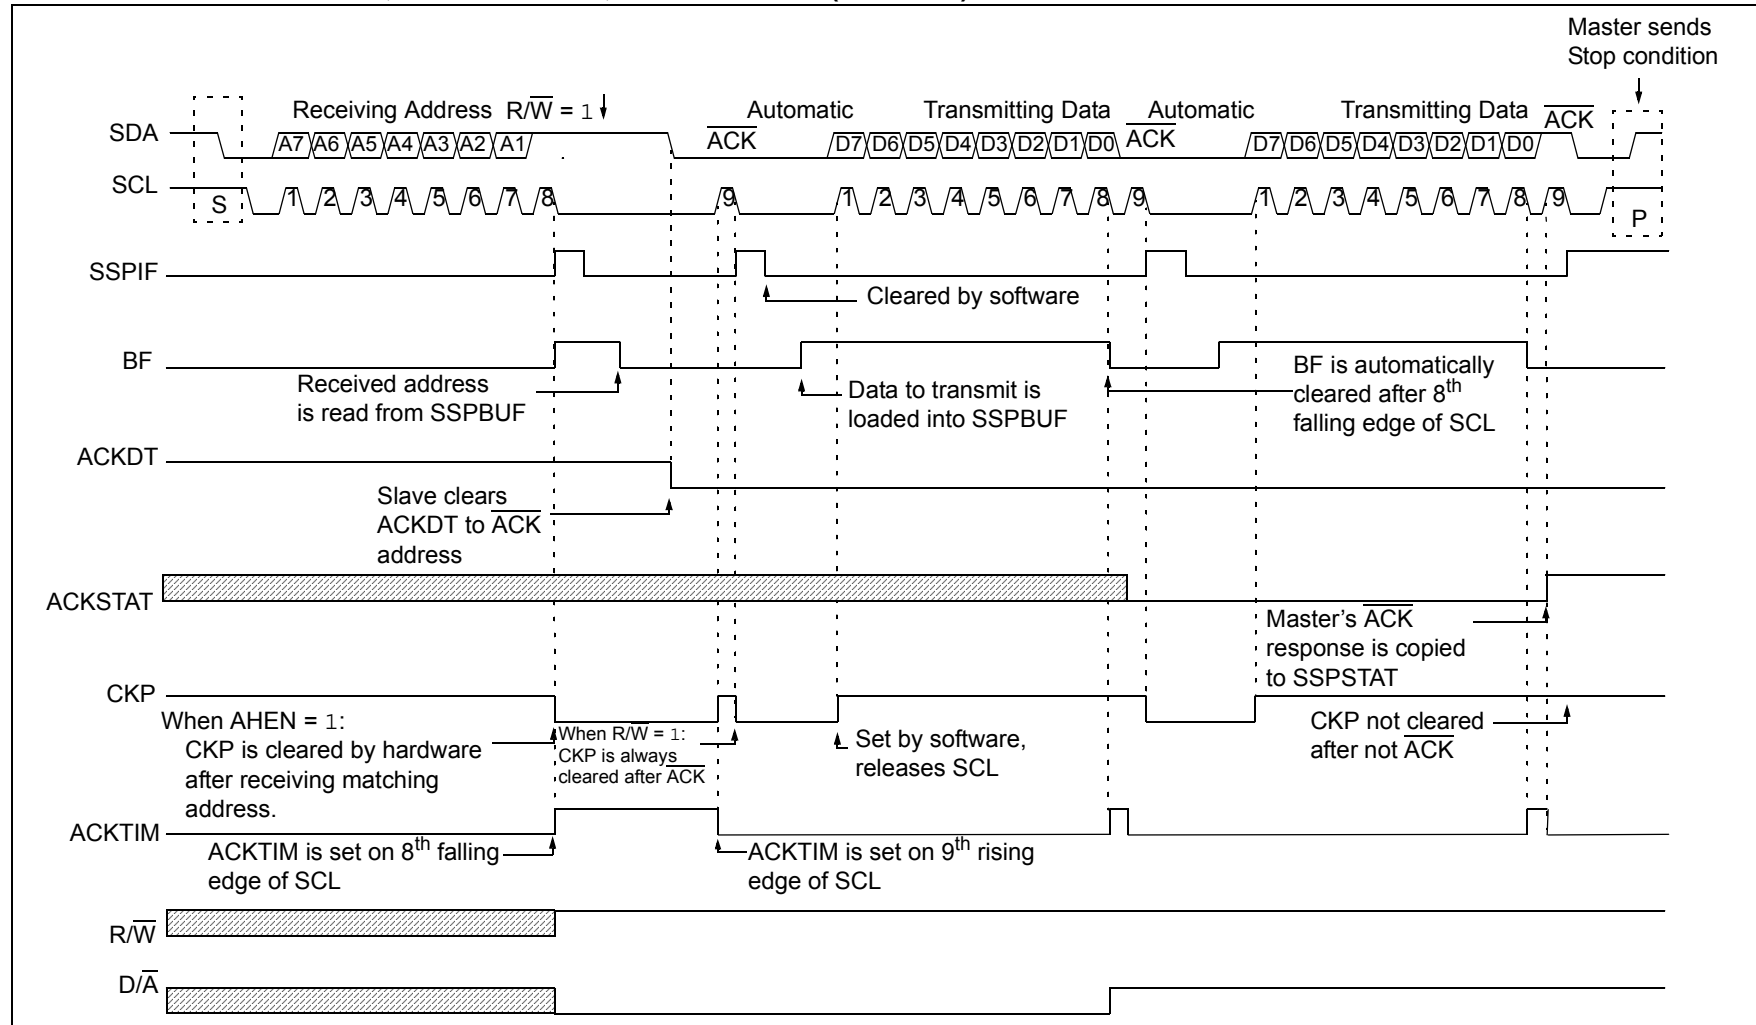 Master sends
Stop condition
Receiving Address R/W = 1
Automatic
Transmitting Data
Automatic
Transmitting Data
ACK
SDA
A7 A6 A5 A4 A3 A2 A1
ACK
D7 D6 D5 D4 D3 D2 D1 D0
ACK
D7 D6 D5 D4 D3 D2 D1 D0
SCL
S
1 2 3 4 5 6 7 8
9
1 2 3 4 5 6 7 8 9
1 2 3 4 5 6 7 8 9
P
SSPIF
Cleared by software
BF
Received address
is read from SSPBUF
Data to transmit is
loaded into SSPBUF
BF is automatically
cleared after 8th
falling edge of SCL
ACKDT
Slave clears
ACKDT to ACK
address
ACKSTAT
Master's ACK
response is copied
to SSPSTAT
CKP
When AHEN = 1:
CKP is cleared by hardware
after receiving matching
address.
When R/W = 1:
CKP is always
cleared after ACK
Set by software,
releases SCL
CKP not cleared
after not ACK
ACKTIM
ACKTIM is set on 8th falling
edge of SCL
ACKTIM is set on 9th rising
edge of SCL
R/W
D/A